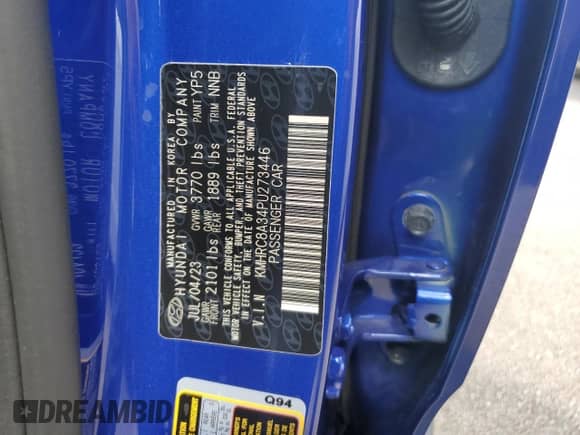 MANUFACTURED IN KOREA BY
HYUNDAI MOTOR COMPANY
JUL/04/23 GVWR 3770 lbs PAINT YP5
GAWR FRONT 2101 lbs GAWR REAR 1889 lbs TRIM NNB
THIS VEHICLE CONFORMS TO ALL APPLICABLE U.S.A. FEDERAL
MOTOR VEHICLE SAFETY, BUMPER, AND THEFT PREVENTION STANDARDS
IN EFFECT ON THE DATE OF MANUFACTURE SHOWN ABOVE
V.I.N KMHRC8A34PU273446
PASSENGER CAR
Q94
DREAMBID